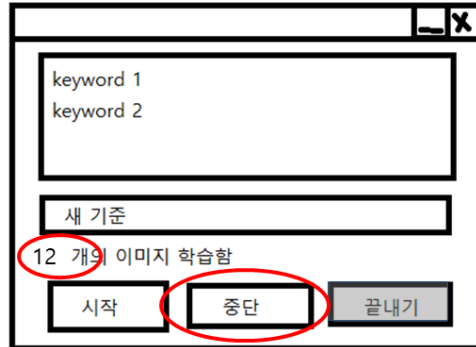 keyword 1
keyword 2
새 기준
12 개의 이미지 학습함
시작 중단 끝내기